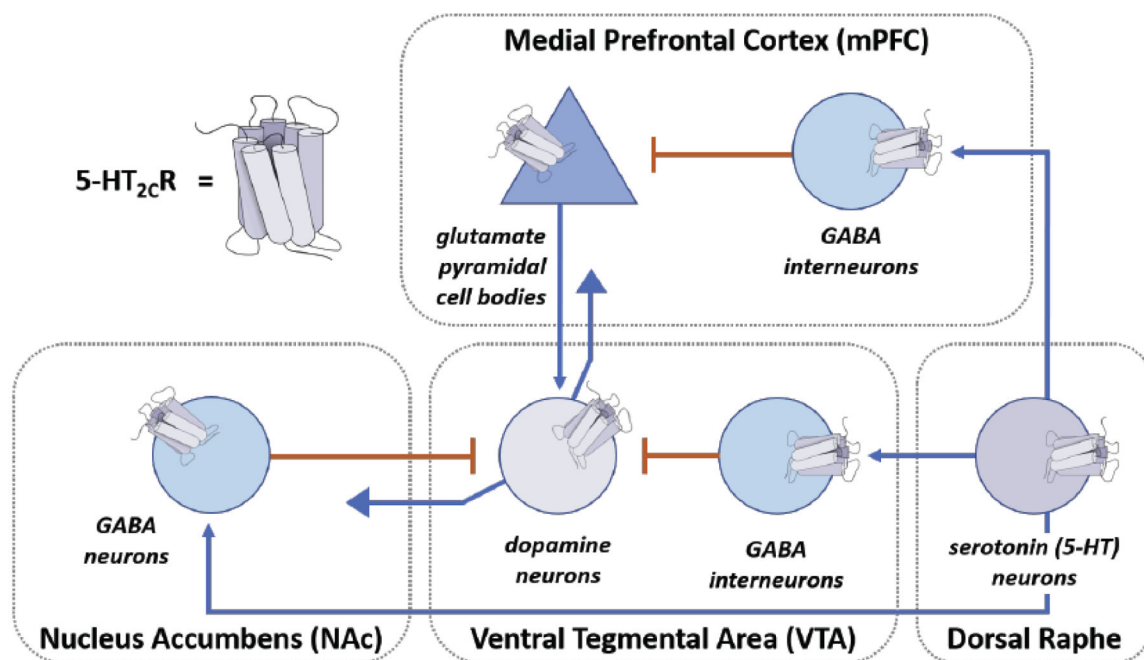 Medial Prefrontal Cortex (mPFC)
5-HT₂CR =
glutamate
pyramidal
cell bodies
GABA
interneurons
GABA
neurons
dopamine
neurons
GABA
interneurons
serotonin (5-HT)
neurons
Nucleus Accumbens (NAc)
Ventral Tegmental Area (VTA)
Dorsal Raphe